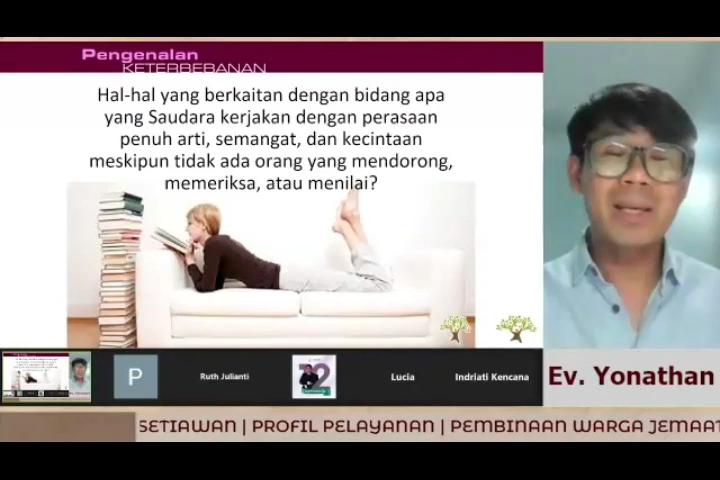 Pengenalan
KETERBEBANAN
Hal-hal yang berkaitan dengan bidang apa
yang Saudara kerjakan dengan perasaan
penuh arti, semangat, dan kecintaan
meskipun tidak ada orang yang mendorong,
memeriksa, atau menilai?
P
Ruth Julianti
Lucia
Indriati Kencana
Ev. Yonathan
SETIAWAN | PROFIL PELAYANAN | PEMBINAAN WARGA JEMAAT